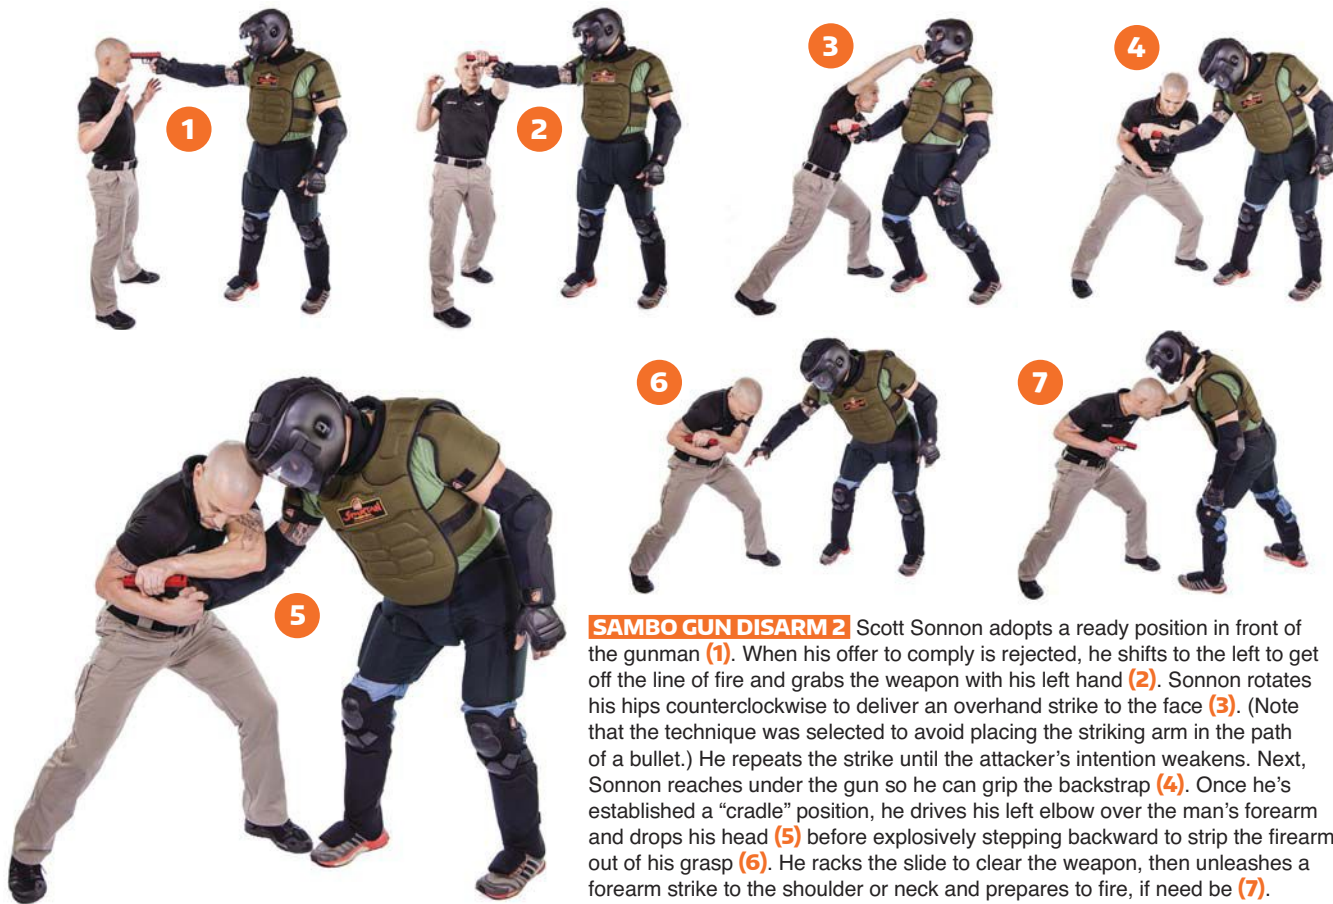 1
2
3
4
5
6
7
SAMBO GUN DISARM 2 Scott Sonnon adopts a ready position in front of
the gunman (1). When his offer to comply is rejected, he shifts to the left to get
off the line of fire and grabs the weapon with his left hand (2). Sonnon rotates
his hips counterclockwise to deliver an overhand strike to the face (3). (Note
that the technique was selected to avoid placing the striking arm in the path
of a bullet.) He repeats the strike until the attacker’s intention weakens. Next,
Sonnon reaches under the gun so he can grip the backstrap (4). Once he’s
established a “cradle” position, he drives his left elbow over the man’s forearm
and drops his head (5) before explosively stepping backward to strip the firearm
out of his grasp (6). He racks the slide to clear the weapon, then unleashes a
forearm strike to the shoulder or neck and prepares to fire, if need be (7).